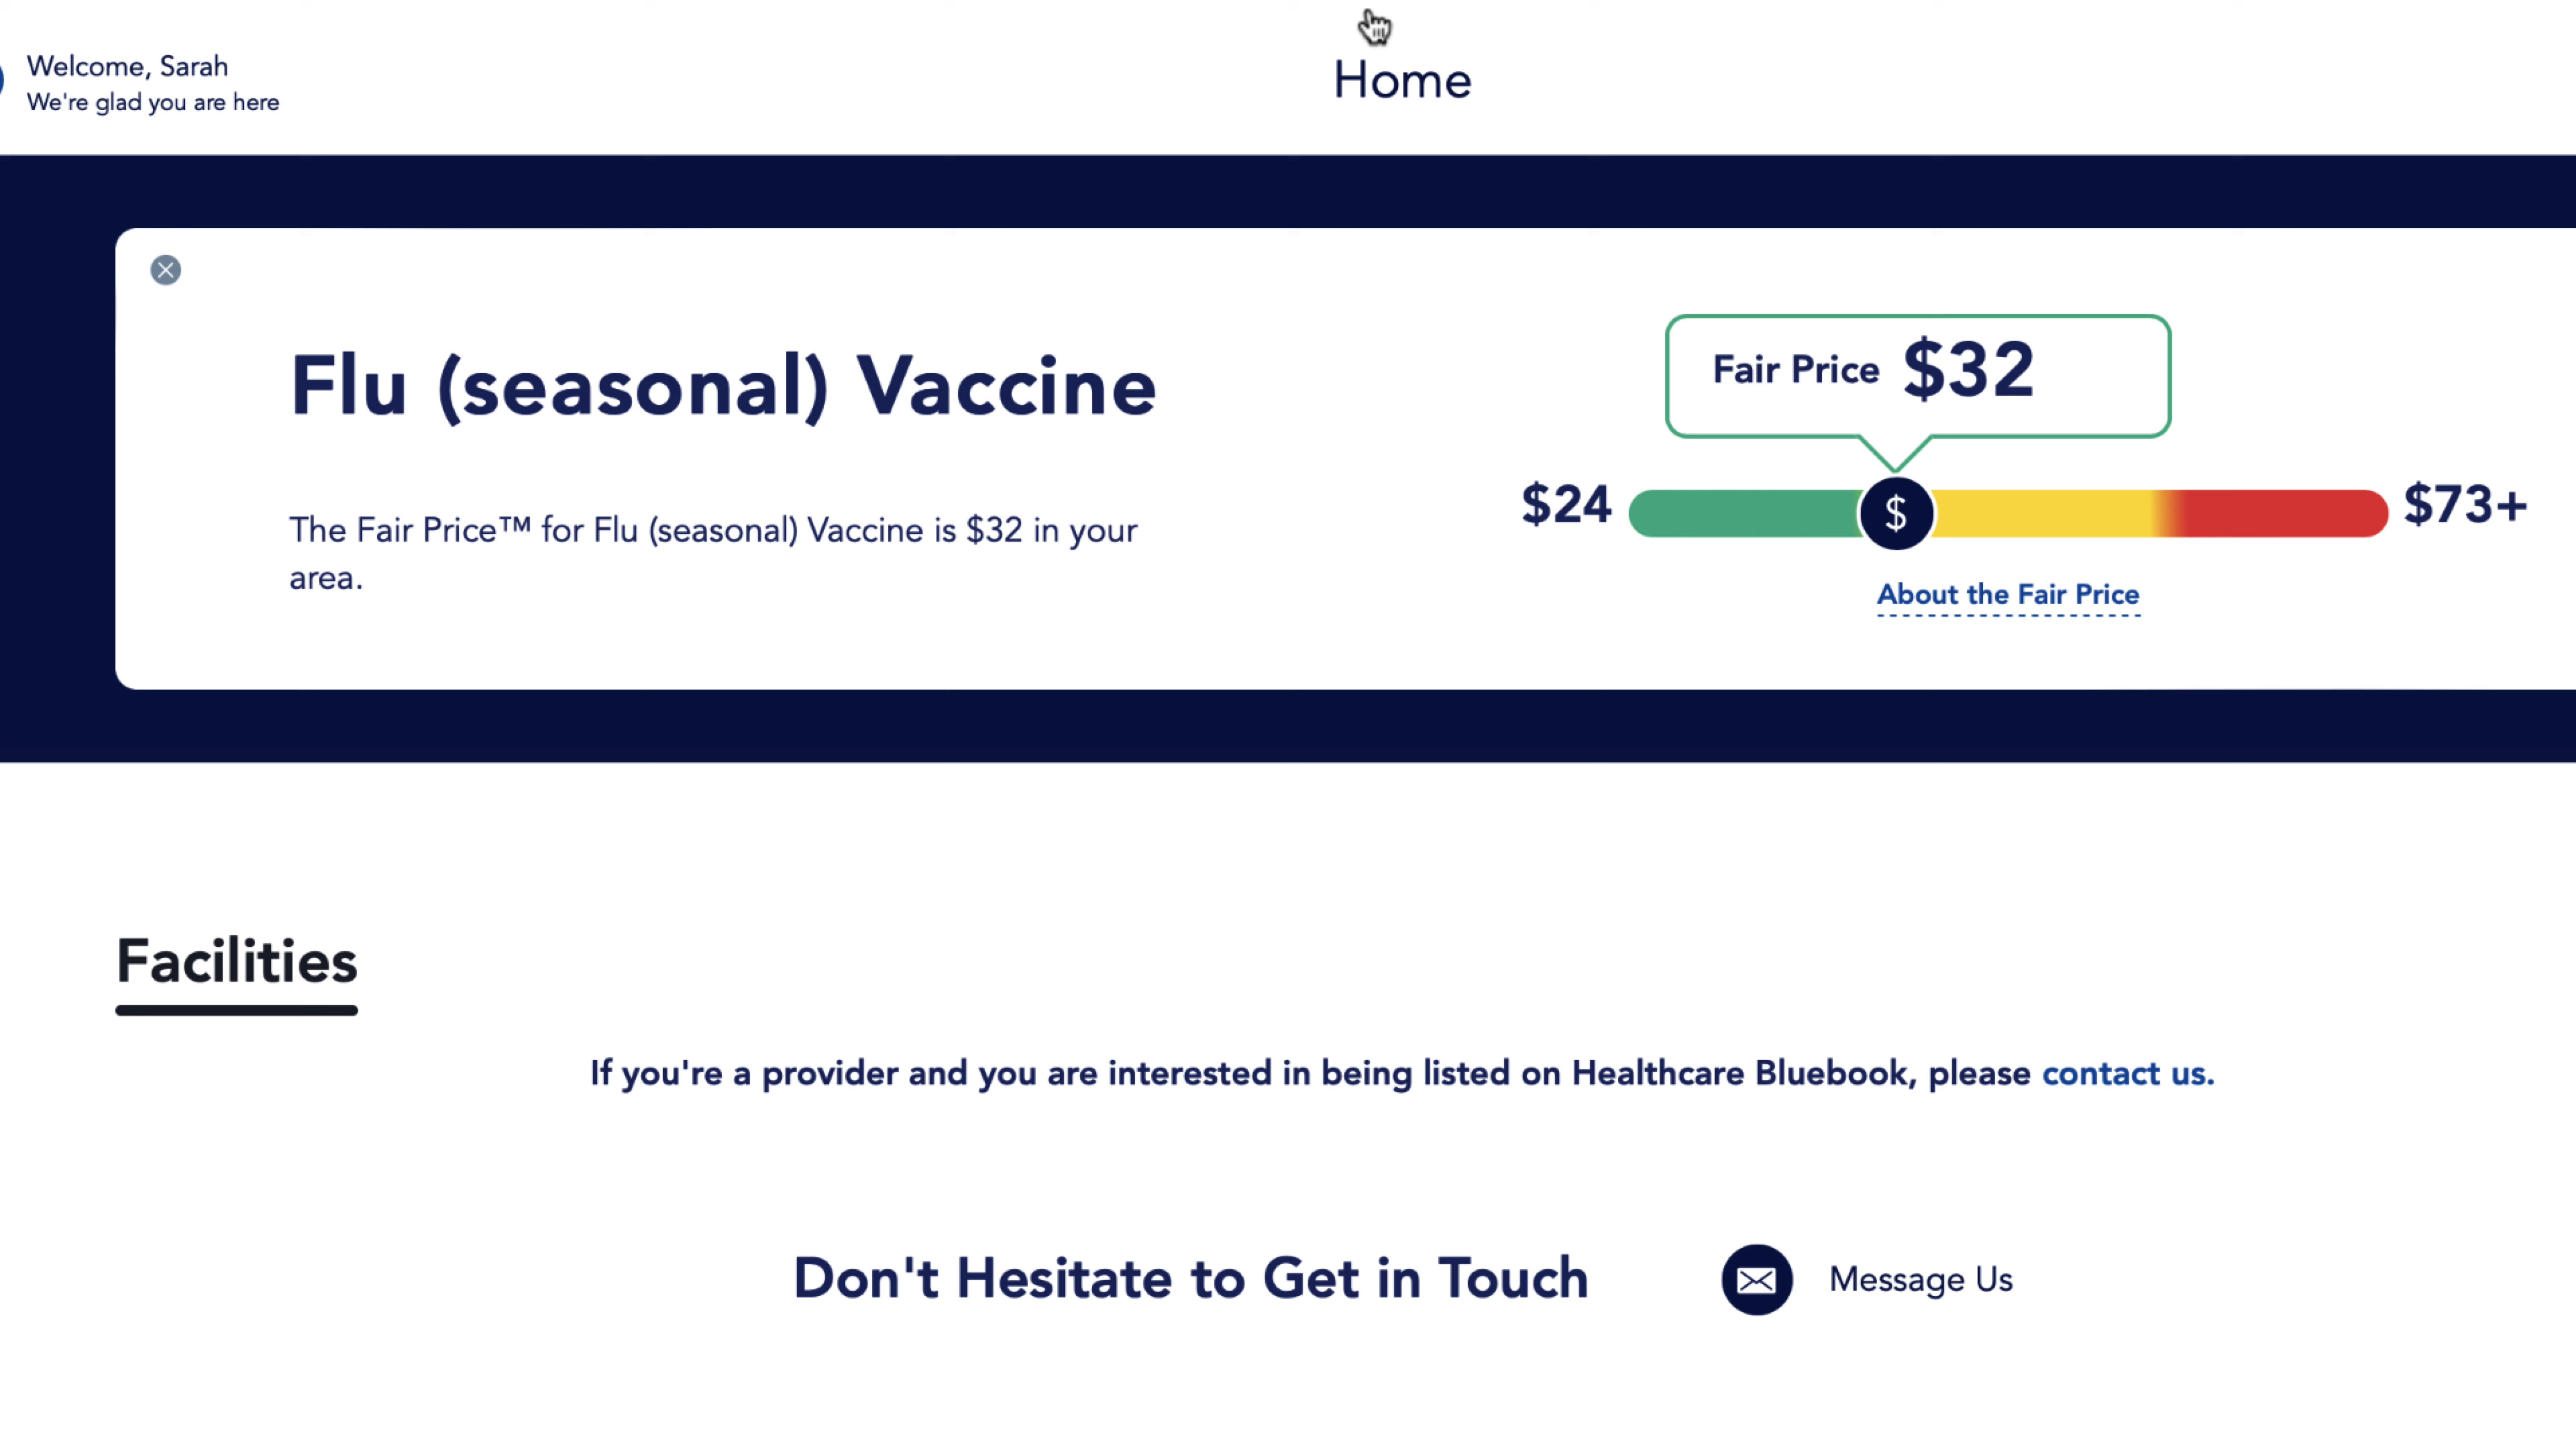 Welcome, Sarah
We're glad you are here
Home
Flu (seasonal) Vaccine
The Fair Price™ for Flu (seasonal) Vaccine is $32 in your
area.
Fair Price $32
$24
$
$73+
About the Fair Price
Facilities
If you're a provider and you are interested in being listed on Healthcare Bluebook, please contact us.
Don't Hesitate to Get in Touch
Message Us